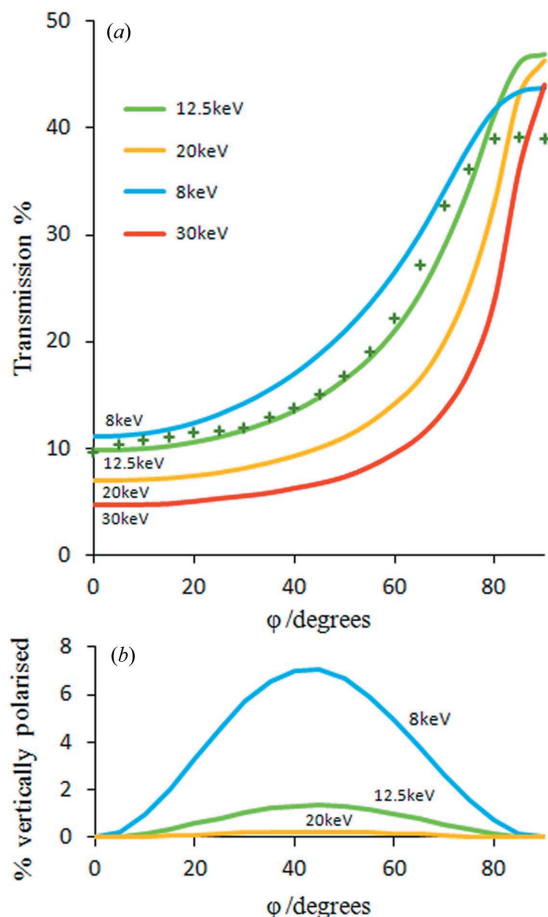 50
(a)
12.5keV
20keV
8keV
30keV
40
30
20
10
0
Transmission %
8keV
12.5keV
20keV
30keV
0 20 40 60 80
φ/degrees
8
(b)
6
4
2
0
% vertically polarised
8keV
12.5keV
20keV
0 20 40 60 80
φ/degrees